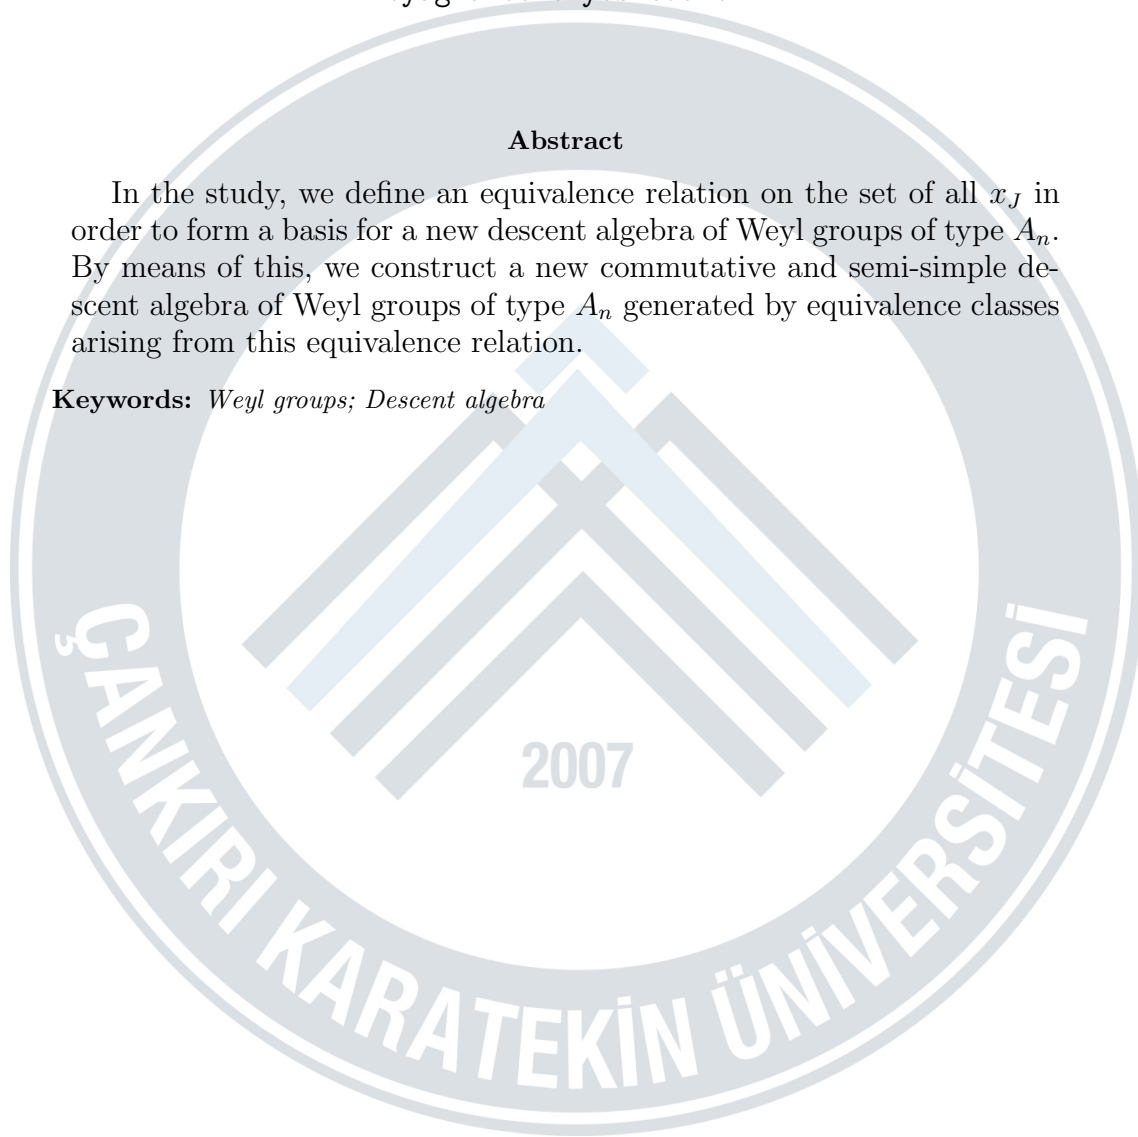 Abstract
In the study, we define an equivalence relation on the set of all x_J in
order to form a basis for a new descent algebra of Weyl groups of type A_n.
By means of this, we construct a new commutative and semi-simple de-
scent algebra of Weyl groups of type A_n generated by equivalence classes
arising from this equivalence relation.
Keywords: Weyl groups; Descent algebra
2007
ÇANKIRI KARATEKİN ÜNİVERSİTESİ